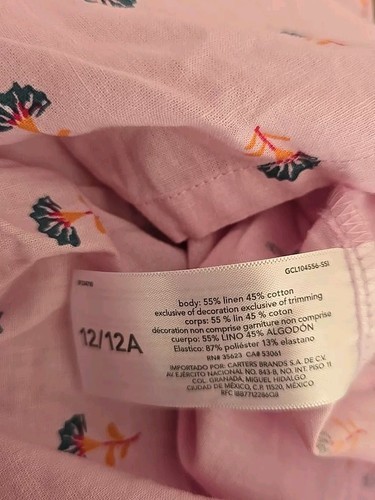 GCL104556-SSI
body: 55% linen 45% cotton
exclusive of decoration exclusive of trimming
corps: 55 % lin 45 % coton
décoration non comprise garniture non comprise
cuerpo: 55% LINO 45% ALGODÓN
Elastico: 87% poliéster 13% elastano
12/12A
RN# 35623 CA# 53061
IMPORTADO POR: CARTERS BRANDS S.A. DE C.V.
AV EJÉRCITO NACIONAL NO. 843-B, NO. INT. PISO 11
COL. GRANADA, MIGUEL HIDALGO
CIUDAD DE MÉXICO, C.P. 11520, MÉXICO